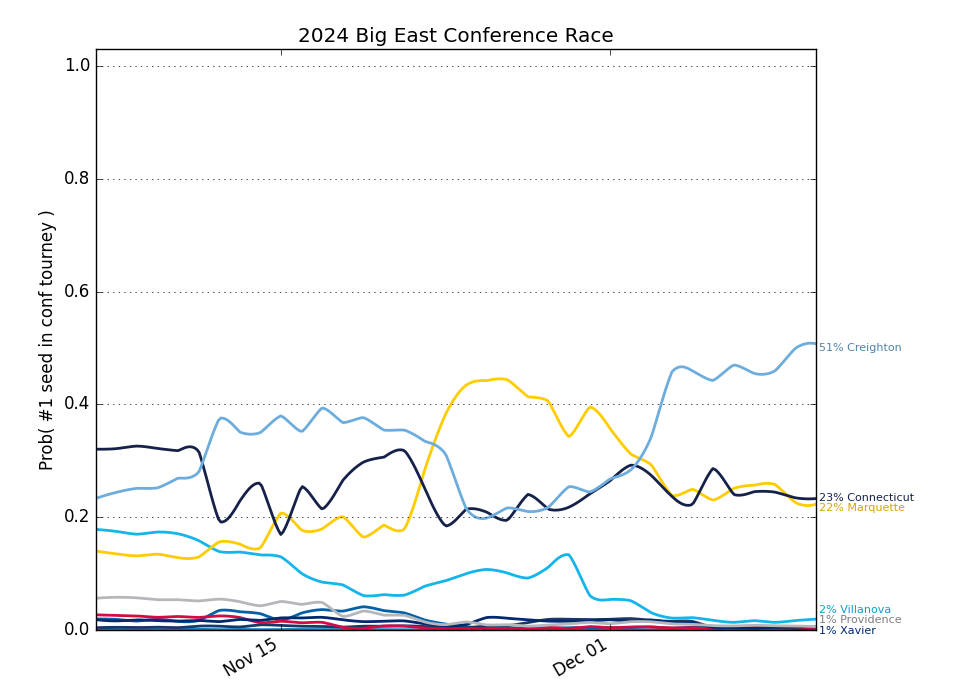 2024 Big East Conference Race
Prob( #1 seed in conf tourney )
1.0
0.8
0.6
0.4
0.2
0.0
Nov 15
Dec 01
51% Creighton
23% Connecticut
22% Marquette
2% Villanova
1% Providence
1% Xavier